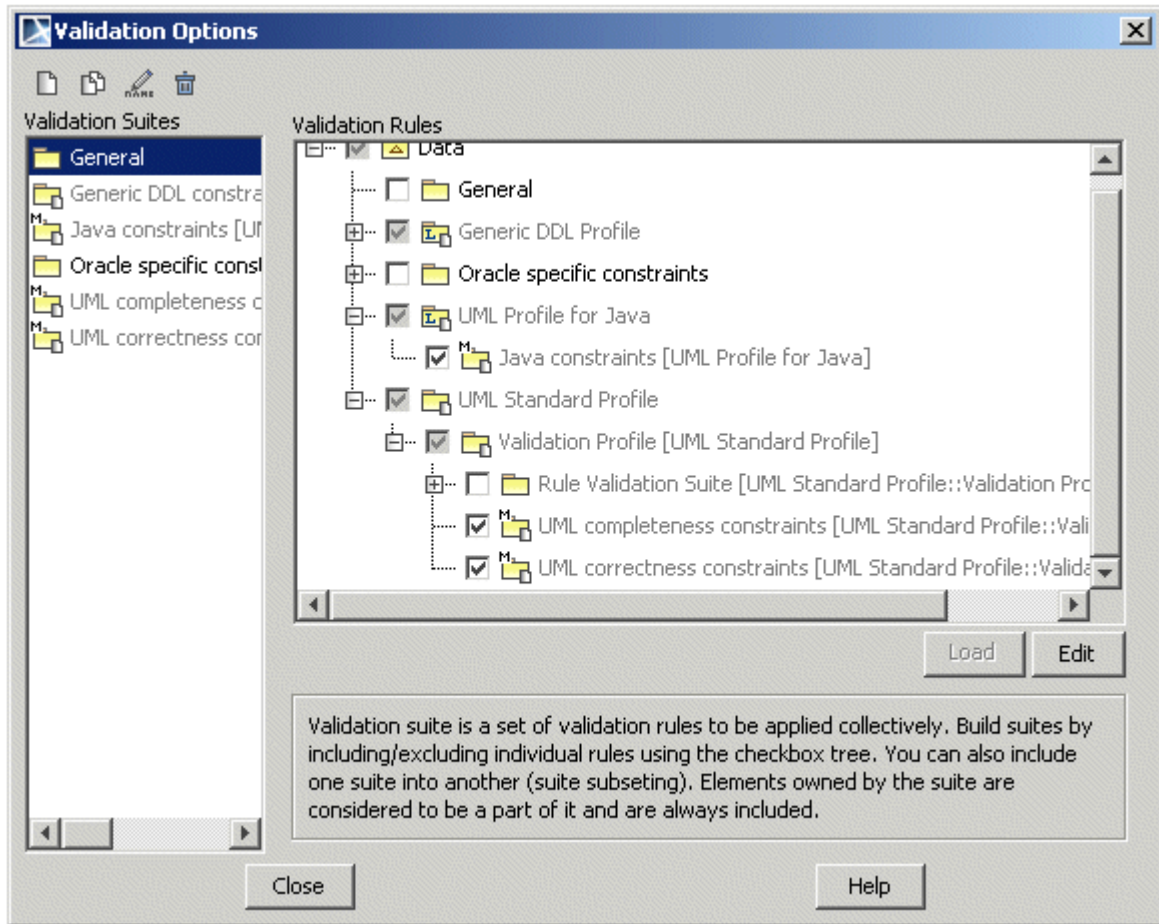 Validation Options
NAME
Validation Suites
General
Generic DDL constra
Java constraints [UM
Oracle specific const
UML completeness c
UML correctness con
Validation Rules
Data
General
Generic DDL Profile
Oracle specific constraints
UML Profile for Java
Java constraints [UML Profile for Java]
UML Standard Profile
Validation Profile [UML Standard Profile]
Rule Validation Suite [UML Standard Profile::Validation Pro
UML completeness constraints [UML Standard Profile::Vali
UML correctness constraints [UML Standard Profile::Valida
Load
Edit
Validation suite is a set of validation rules to be applied collectively. Build suites by
including/excluding individual rules using the checkbox tree. You can also include
one suite into another (suite subseting). Elements owned by the suite are
considered to be a part of it and are always included.
Close
Help